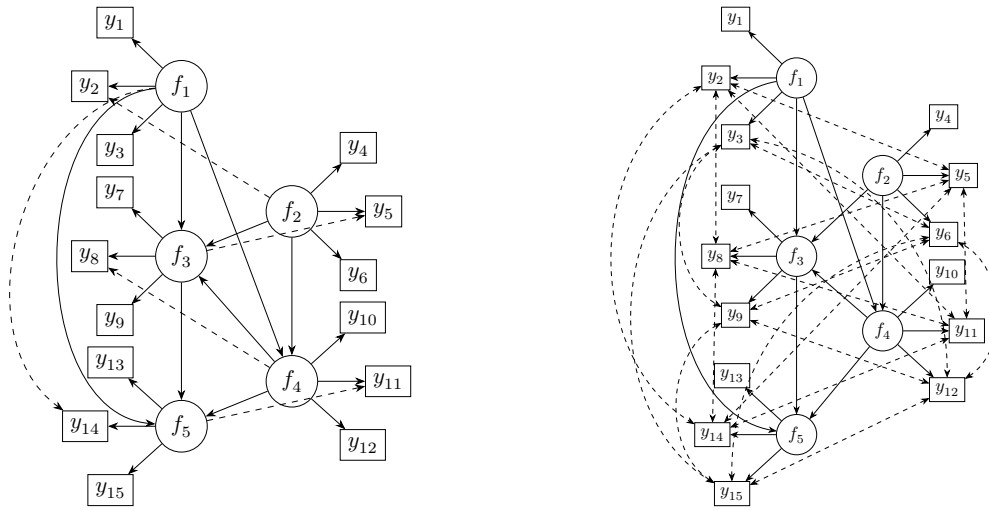 y₁
f₁
y₂
y₃
y₄
y₇
f₂
y₅
f₃
y₈
y₆
y₉
y₁₀
y₁₃
f₄
y₁₁
y₁₄
f₅
y₁₂
y₁₅
y₁
f₁
y₂
y₄
y₃
f₂
y₅
y₇
y₆
f₃
y₈
y₁₀
y₉
f₄
y₁₁
y₁₃
y₁₂
y₁₄
f₅
y₁₅